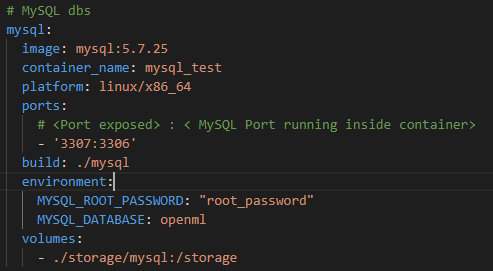 # MySQL dbs
mysql:
image: mysql:5.7.25
container_name: mysql_test
platform: linux/x86_64
ports:
# <Port exposed> : < MySQL Port running inside container>
- '3307:3306'
build: ./mysql
environment:
MYSQL_ROOT_PASSWORD: "root_password"
MYSQL_DATABASE: openml
volumes:
- ./storage/mysql:/storage